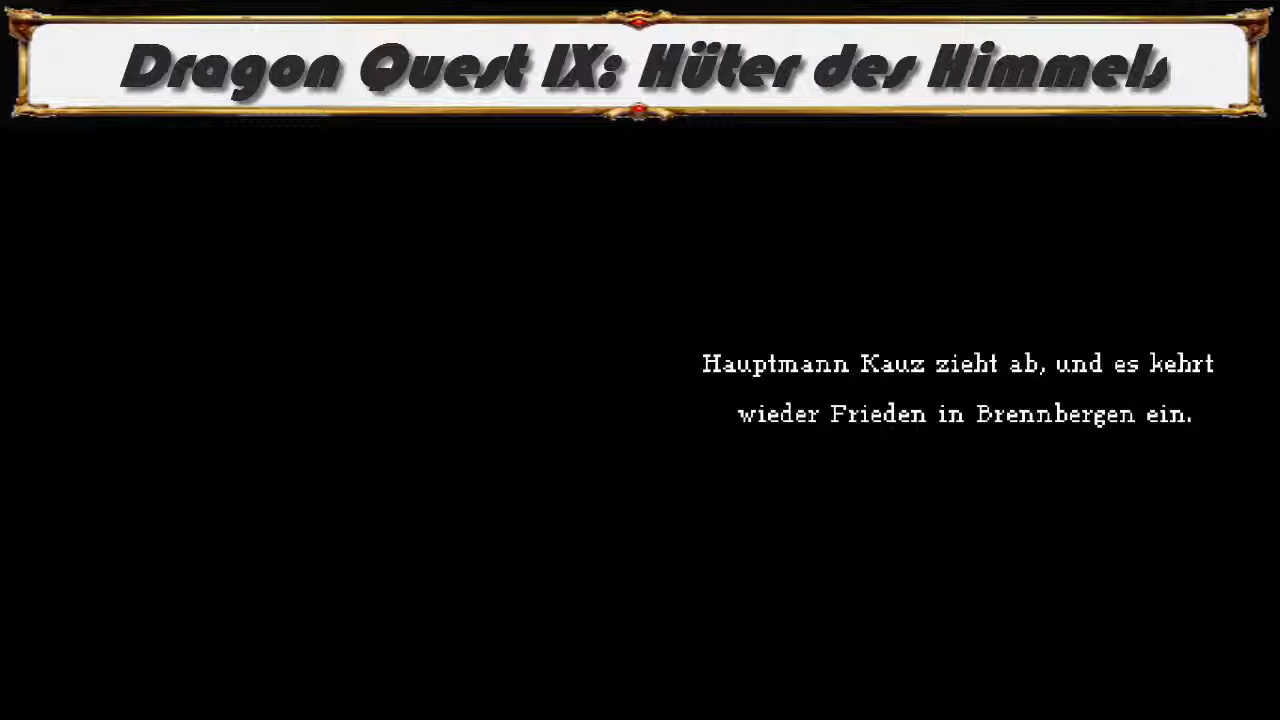 Dragon Quest IX: Hüter des Himmels
Hauptmann Kauz zieht ab, und es kehrt
wieder Frieden in Brennbergen ein.